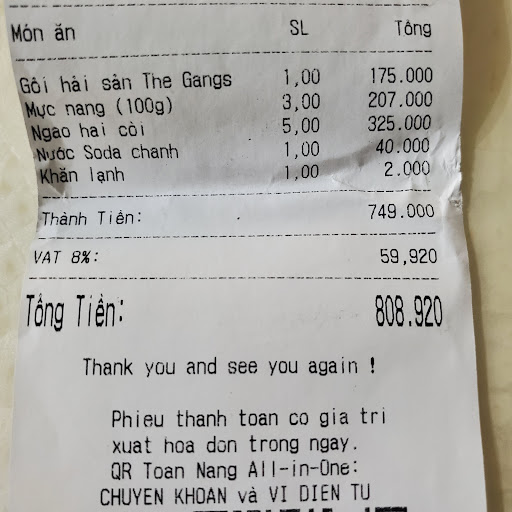 Món ăn SL Tổng
Gỏi hải sản The Gangs 1,00 175.000
Mực nang (100g) 3,00 207.000
Ngao hai còi 5,00 325.000
Nước Soda chanh 1,00 40.000
Khăn lạnh 1,00 2.000
Thành Tiền: 749.000
VAT 8%: 59,920
Tổng Tiền: 808.920
Thank you and see you again !
Phieu thanh toan co gia tri
xuat hoa don trong ngay.
QR Toan Nang All-in-One:
CHUYEN KHOAN và VI DIEN TU